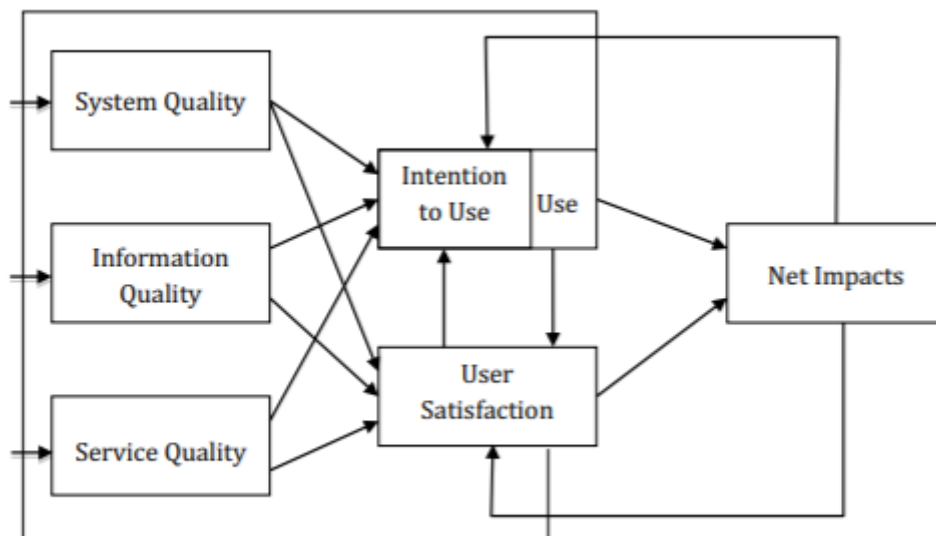 System Quality
Intention
to Use
Use
Information
Quality
Net Impacts
User
Satisfaction
Service Quality